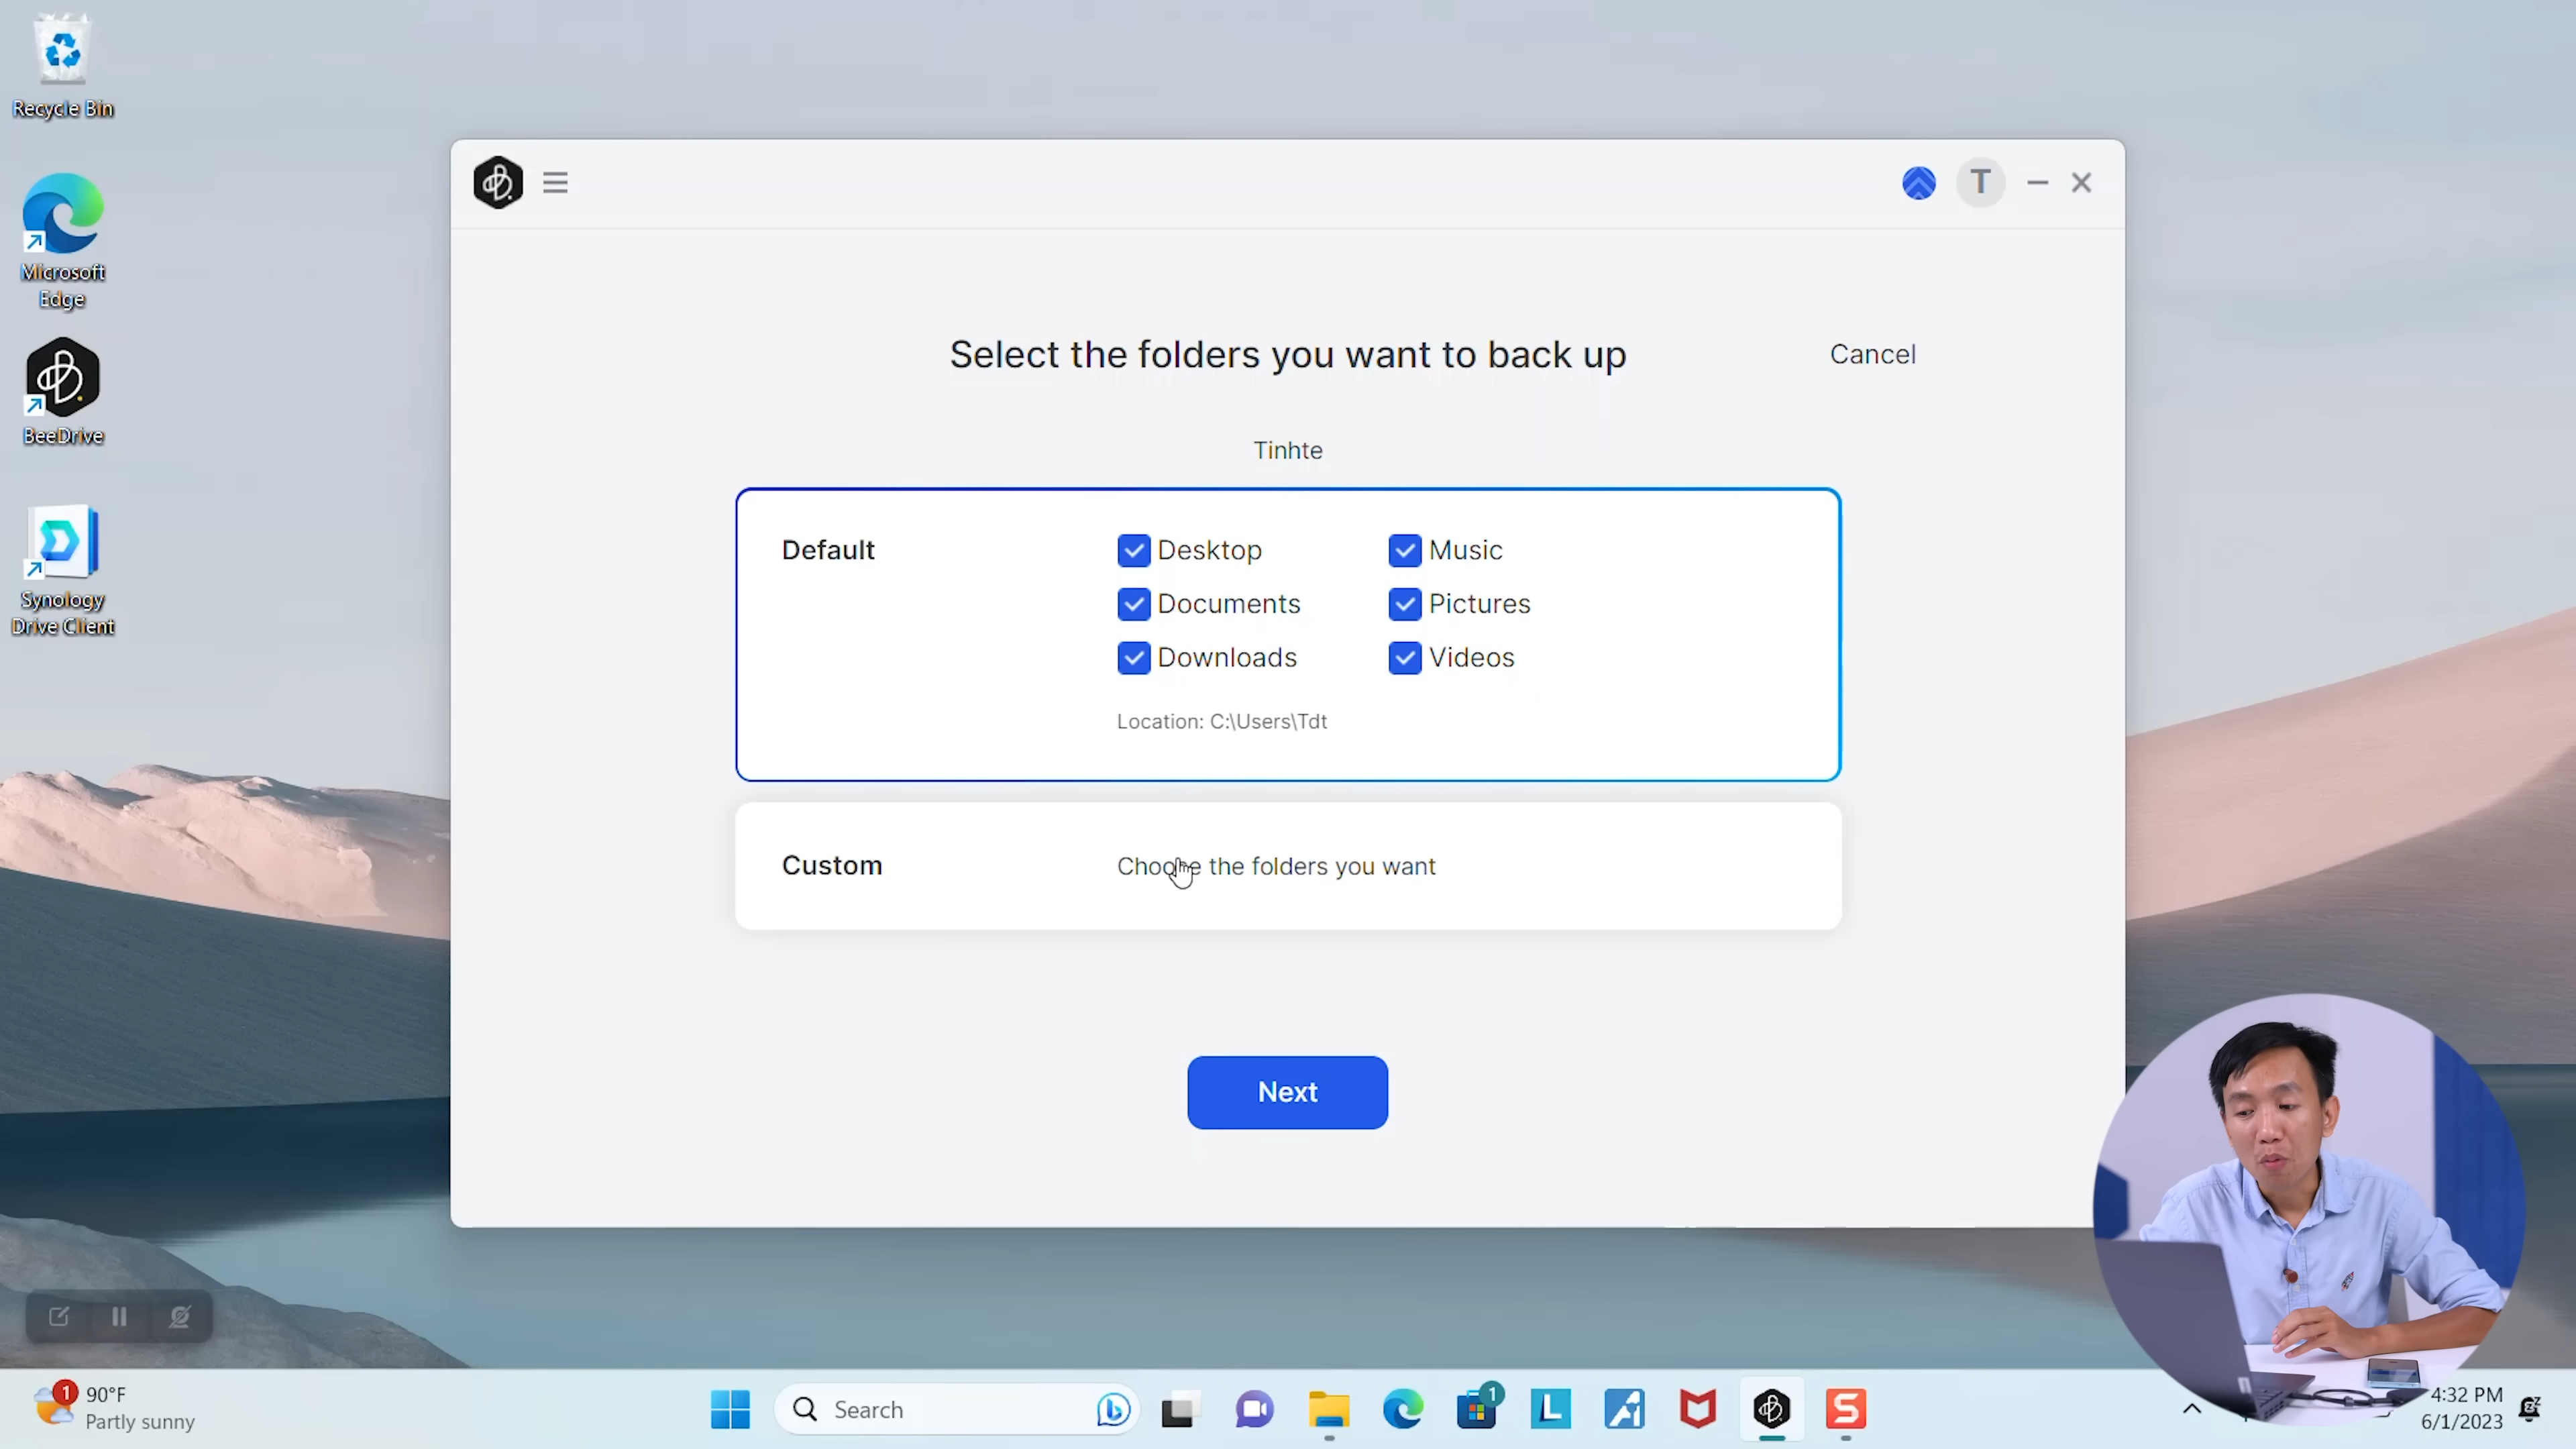 Recycle Bin
Microsoft
Edge
BeeDrive
Synology
Drive Client
T
Select the folders you want to back up
Cancel
Tinhte
Default
Desktop
Music
Documents
Pictures
Downloads
Videos
Location: C:\Users\Tdt
Custom
Choose the folders you want
Next
1
90°F
Partly sunny
Search
1
4:32 PM
6/1/2023